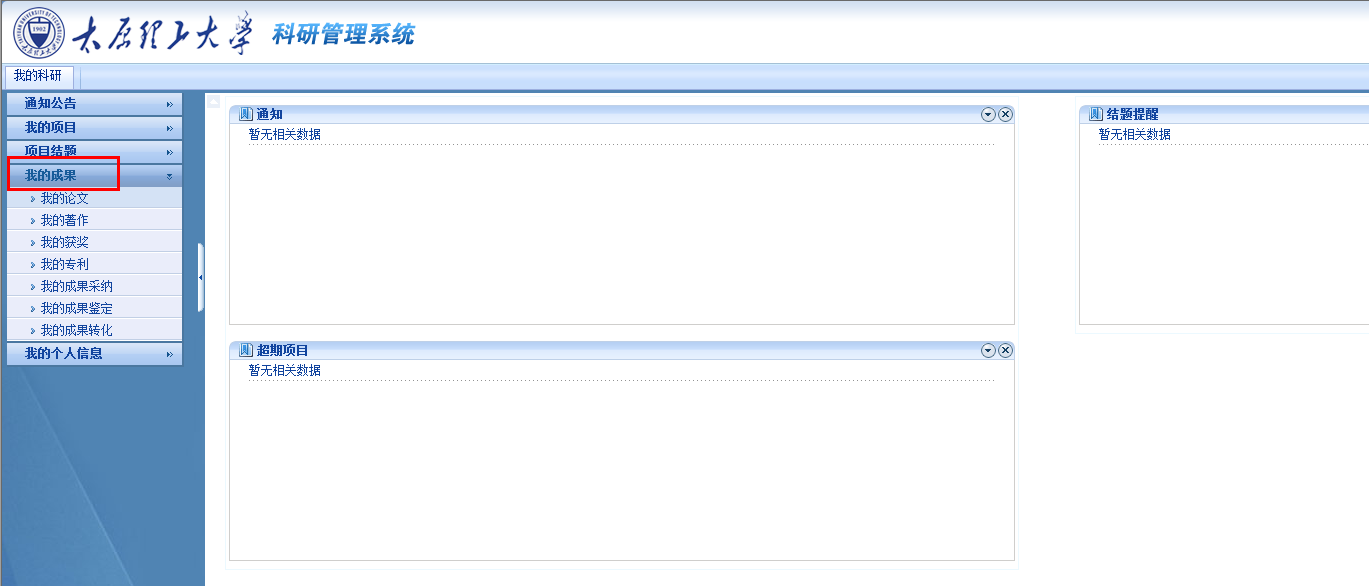 太原理工大学 科研管理系统
我的科研
通知公告
我的项目
项目结题
我的成果
我的论文
我的著作
我的获奖
我的专利
我的成果采纳
我的成果鉴定
我的成果转化
我的个人信息
通知
暂无相关数据
超期项目
暂无相关数据
结题提醒
暂无相关数据
1902